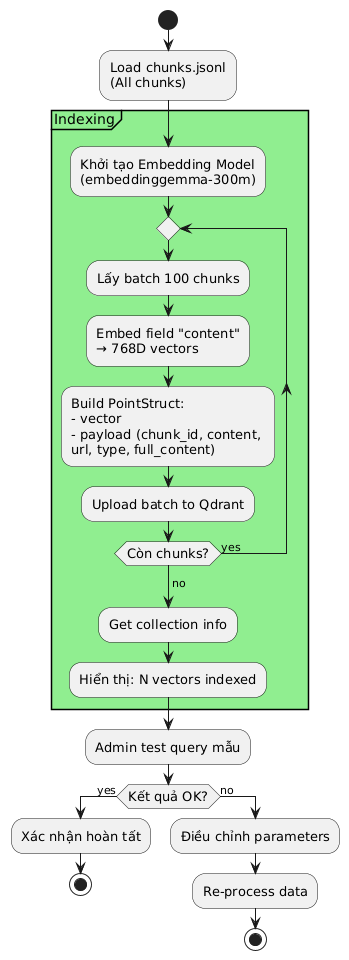 Load chunks.jsonl
(All chunks)
Indexing
Khởi tạo Embedding Model
(embeddinggemma-300m)
Lấy batch 100 chunks
Embed field "content"
→ 768D vectors
Build PointStruct:
- vector
- payload (chunk_id, content,
url, type, full_content)
Upload batch to Qdrant
Còn chunks?
yes
no
Get collection info
Hiển thị: N vectors indexed
Admin test query mẫu
yes
Kết quả OK?
no
Xác nhận hoàn tất
Điều chỉnh parameters
Re-process data